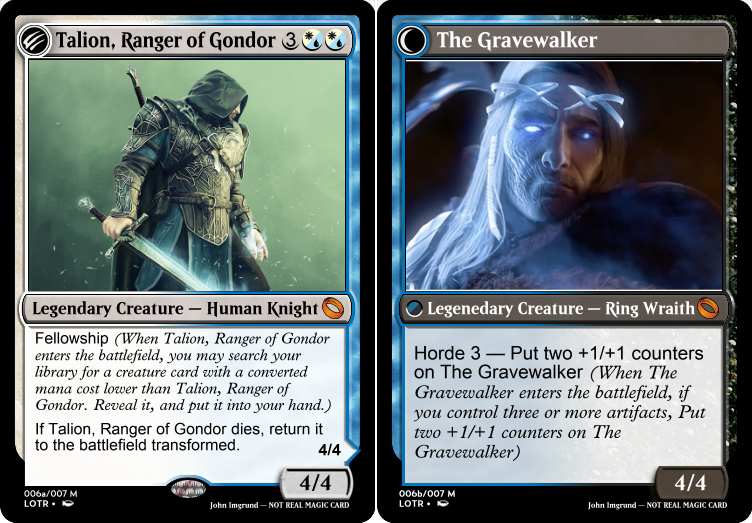 Talion, Ranger of Gondor 3
Legendary Creature — Human Knight
Fellowship (When Talion, Ranger of Gondor
enters the battlefield, you may search your
library for a creature card with a converted
mana cost lower than Talion, Ranger of
Gondor. Reveal it, and put it into your hand.)
If Talion, Ranger of Gondor dies, return it
to the battlefield transformed.
4/4
4/4
006a/007 M
LOTR •
John Imgrund — NOT REAL MAGIC CARD
The Gravewalker
Legenedary Creature — Ring Wraith
Horde 3 — Put two +1/+1 counters
on The Gravewalker (When The
Gravewalker enters the battlefield, if
you control three or more artifacts, Put
two +1/+1 counters on The
Gravewalker)
4/4
006b/007 M
LOTR •
John Imgrund — NOT REAL MAGIC CARD